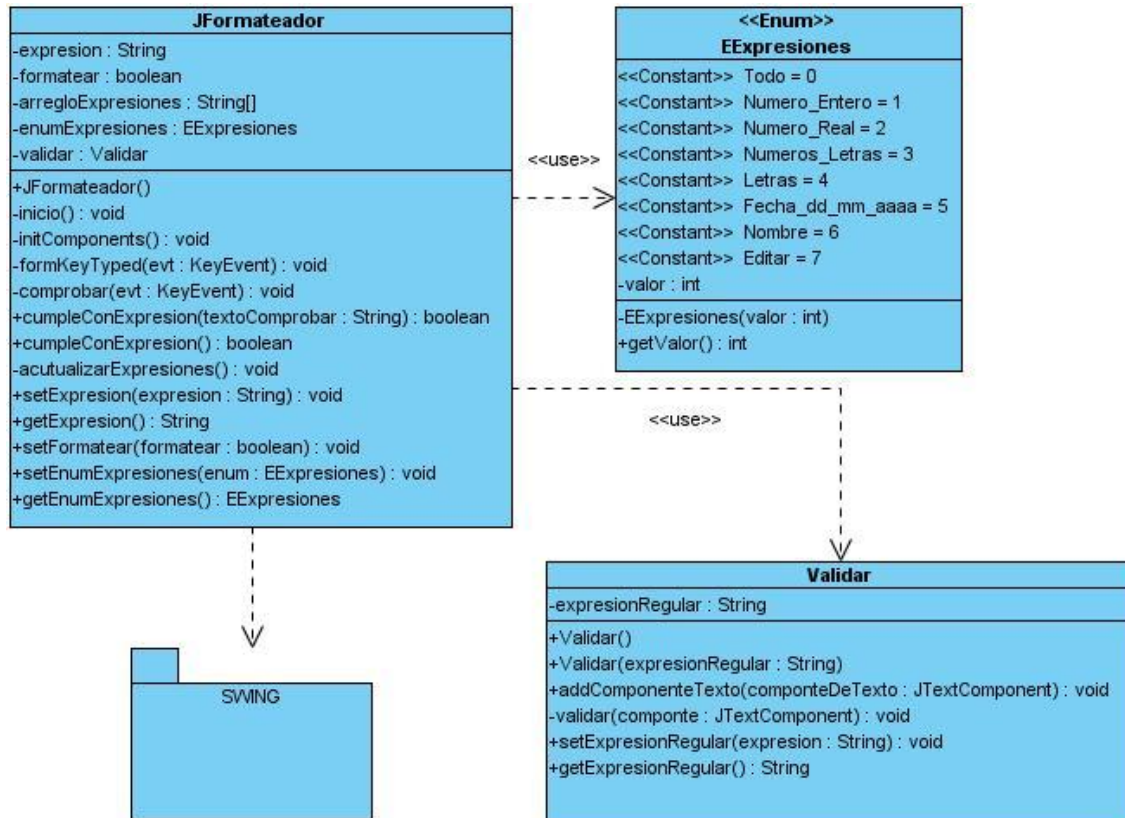 JFormateador
-expresion : String
-formatear : boolean
-arregloExpresiones : String[]
-enumExpresiones : EExpresiones
-validar : Validar
+JFormateador()
-inicio() : void
-initComponents() : void
-formKeyTyped(evt : KeyEvent) : void
-comprobar(evt : KeyEvent) : void
+cumpleConExpresion(textoComprobar : String) : boolean
+cumpleConExpresion() : boolean
-acutualizarExpresiones() : void
+setExpresion(expresion : String) : void
+getExpresion() : String
+setFormatear(formatear : boolean) : void
+setEnumExpresiones(enum : EExpresiones) : void
+getEnumExpresiones() : EExpresiones
<<use>>
<<Enum>>
EExpresiones
<<Constant>> Todo = 0
<<Constant>> Numero_Entero = 1
<<Constant>> Numero_Real = 2
<<Constant>> Numeros_Letras = 3
<<Constant>> Letras = 4
<<Constant>> Fecha_dd_mm_aaaa = 5
<<Constant>> Nombre = 6
<<Constant>> Editar = 7
-valor : int
-EExpresiones(valor : int)
+getValor() : int
<<use>>
SWING
Validar
-expresionRegular : String
+Validar()
+Validar(expresionRegular : String)
+addComponenteTexto(componteDeTexto : JTextComponent) : void
-validar(componte : JTextComponent) : void
+setExpresionRegular(expresion : String) : void
+getExpresionRegular() : String